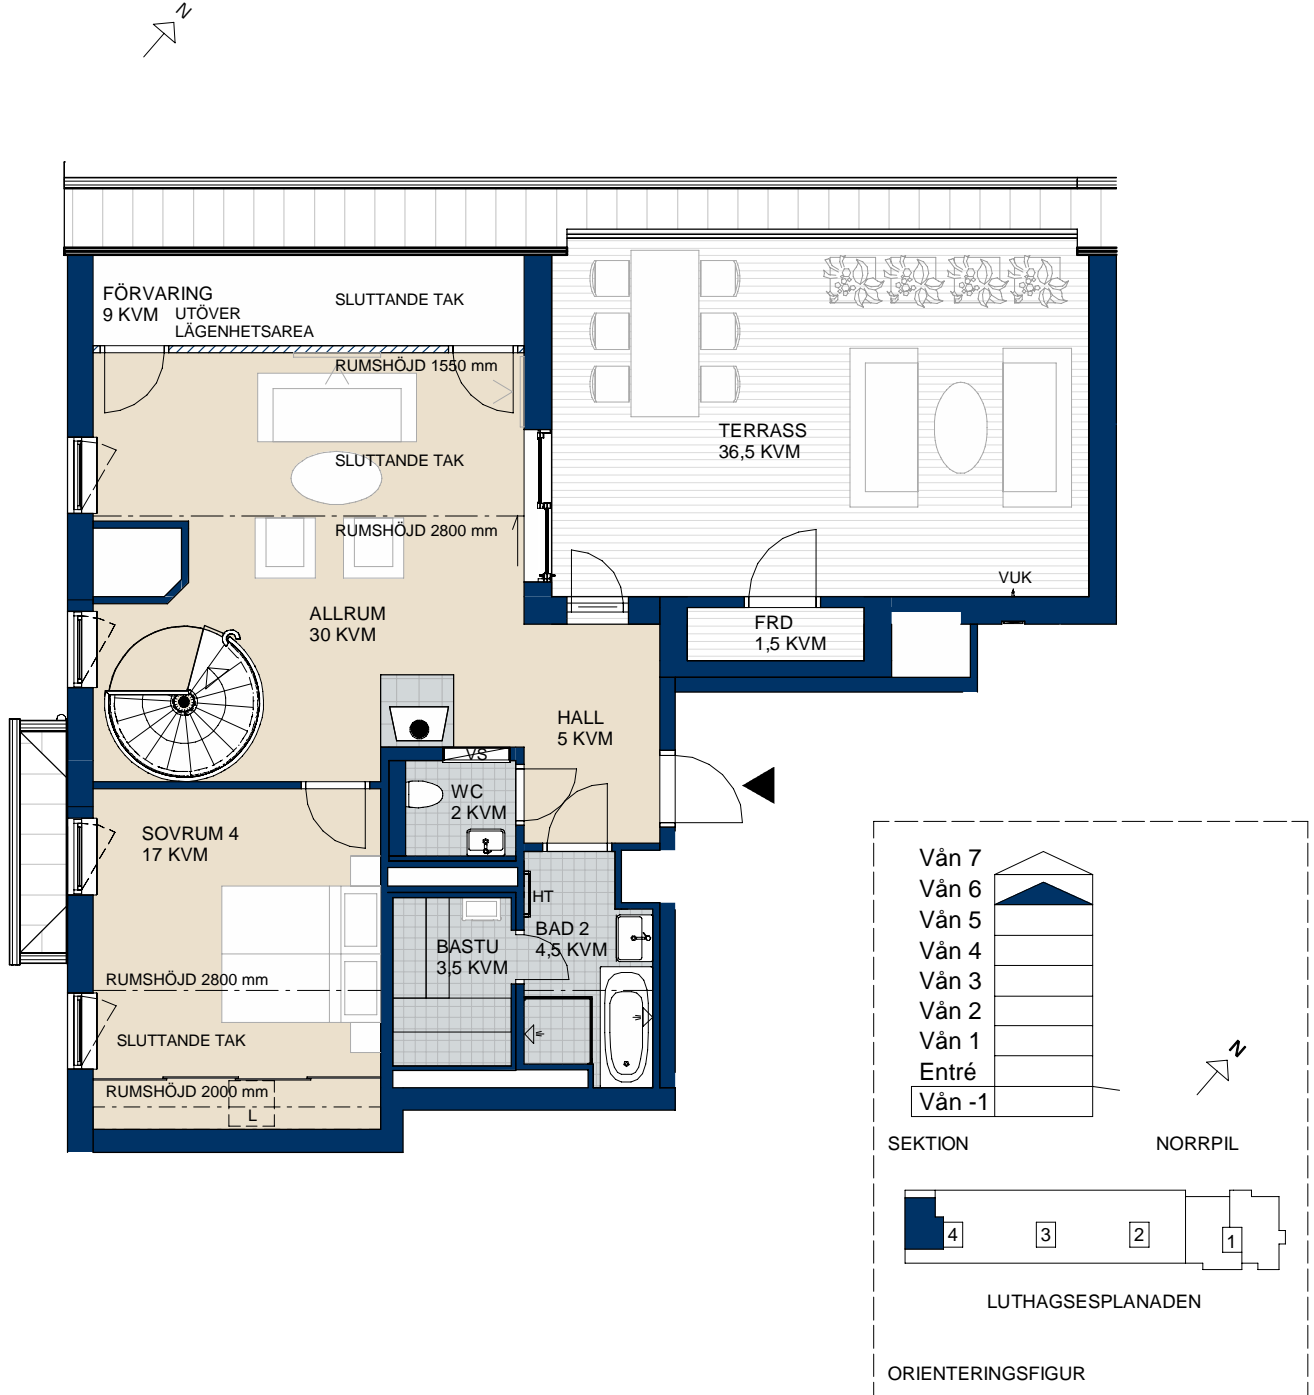 N
FÖRVARING
9 KVM UTÖVER
LÄGENHETSAREA
SLUTTANDE TAK
RUMSHÖJD 1550 mm
SLUTTANDE TAK
RUMSHÖJD 2800 mm
TERRASS
36,5 KVM
VUK
ALLRUM
30 KVM
FRD
1,5 KVM
HALL
5 KVM
VS
WC
2 KVM
SOVRUM 4
17 KVM
HT
BAD 2
4,5 KVM
BASTU
3,5 KVM
RUMSHÖJD 2800 mm
SLUTTANDE TAK
RUMSHÖJD 2000 mm
L
Vån 7
Vån 6
Vån 5
Vån 4
Vån 3
Vån 2
Vån 1
Entré
Vån -1
N
SEKTION
NORRPIL
4
3
2
1
LUTHAGSESPLANADEN
ORIENTERINGSFIGUR